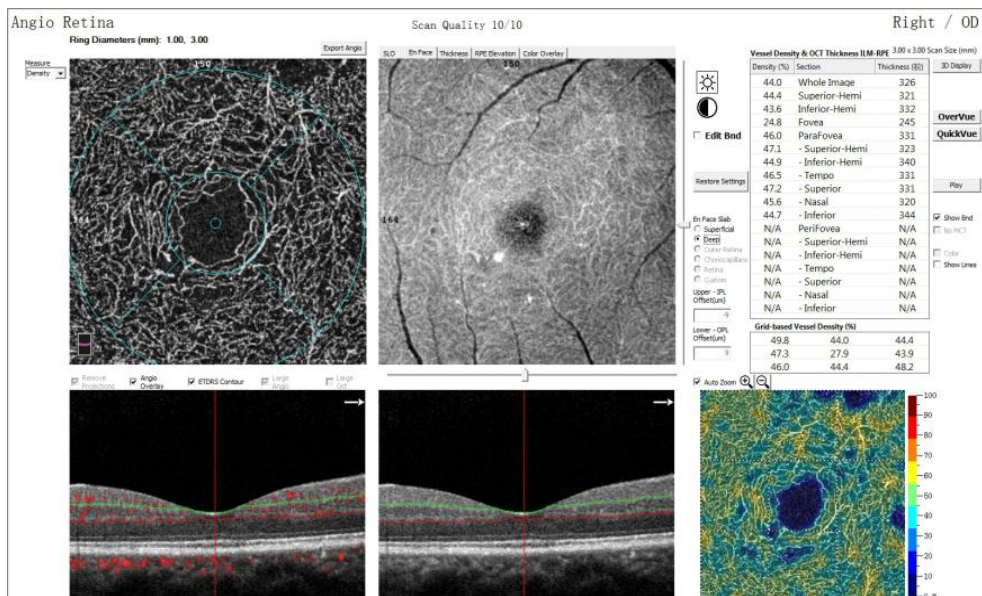 Angio Retina
Scan Quality 10/10
Right / OD
Ring Diameters (mm): 1.00, 3.00
Export Angio
Measure
Density
150
164
SLO En Face Thickness RPE Elevation Color Overlay
150
164
Edit Bnd
Restore Settings
En Face Slab
Superficial
Deep
Outer Retina
Choriocapillaris
Retina
Custom
Upper - IPL
Offset(um)
-9
Lower - OPL
Offset(um)
9
Vessel Density & OCT Thickness ILM-RPE 3.00 x 3.00 Scan Size (mm)
Density (%) Section Thickness (祄)
44.0 Whole Image 326
44.4 Superior-Hemi 321
43.6 Inferior-Hemi 332
24.8 Fovea 245
46.0 ParaFovea 331
47.1 - Superior-Hemi 323
44.9 - Inferior-Hemi 340
46.5 - Tempo 331
47.2 - Superior 331
45.6 - Nasal 320
44.7 - Inferior 344
N/A PeriFovea N/A
N/A - Superior-Hemi N/A
N/A - Inferior-Hemi N/A
N/A - Tempo N/A
N/A - Superior N/A
N/A - Nasal N/A
N/A - Inferior N/A
Grid-based Vessel Density (%)
49.8 44.0 44.4
47.3 27.9 43.9
46.0 44.4 48.2
3D Display
OverVue
QuickVue
Play
Show Bnd
No MCT
Color
Show Lines
Remove Projections
Angio Overlay
ETDRS Contour
Large Angio
Large Oct
Auto Zoom
100
90
80
70
60
50
40
30
20
10